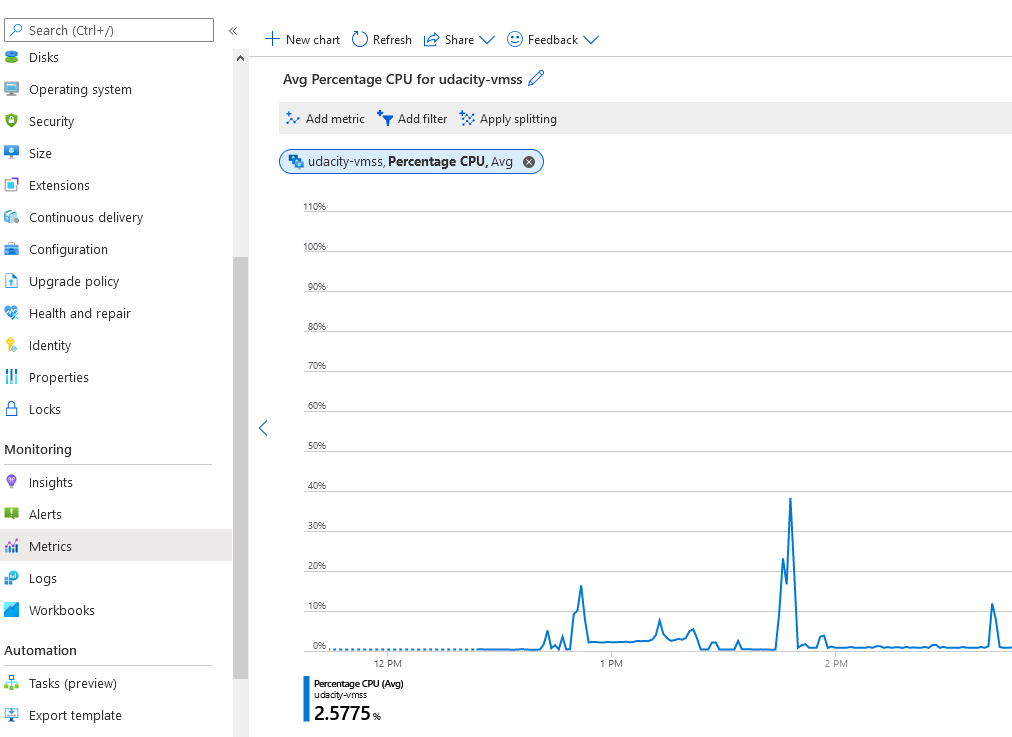 Search (Ctrl+/)
«
Disks
Operating system
Security
Size
Extensions
Continuous delivery
Configuration
Upgrade policy
Health and repair
Identity
Properties
Locks
Monitoring
Insights
Alerts
Metrics
Logs
Workbooks
Automation
Tasks (preview)
Export template
New chart Refresh Share Feedback
Avg Percentage CPU for udacity-vmss
Add metric Add filter Apply splitting
udacity-vmss, Percentage CPU, Avg
110%
100%
90%
80%
70%
60%
50%
40%
30%
20%
10%
0%
12 PM 1 PM 2 PM
Percentage CPU (Avg)
udacity-vmss
2.5775 %